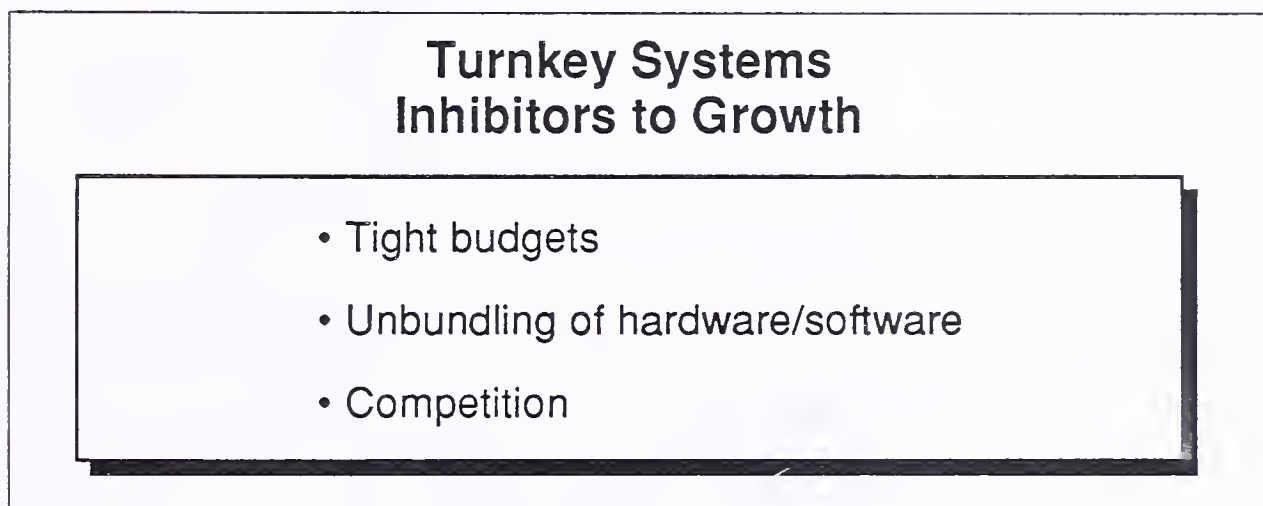 Turnkey Systems
Inhibitors to Growth
• Tight budgets
• Unbundling of hardware/software
• Competition